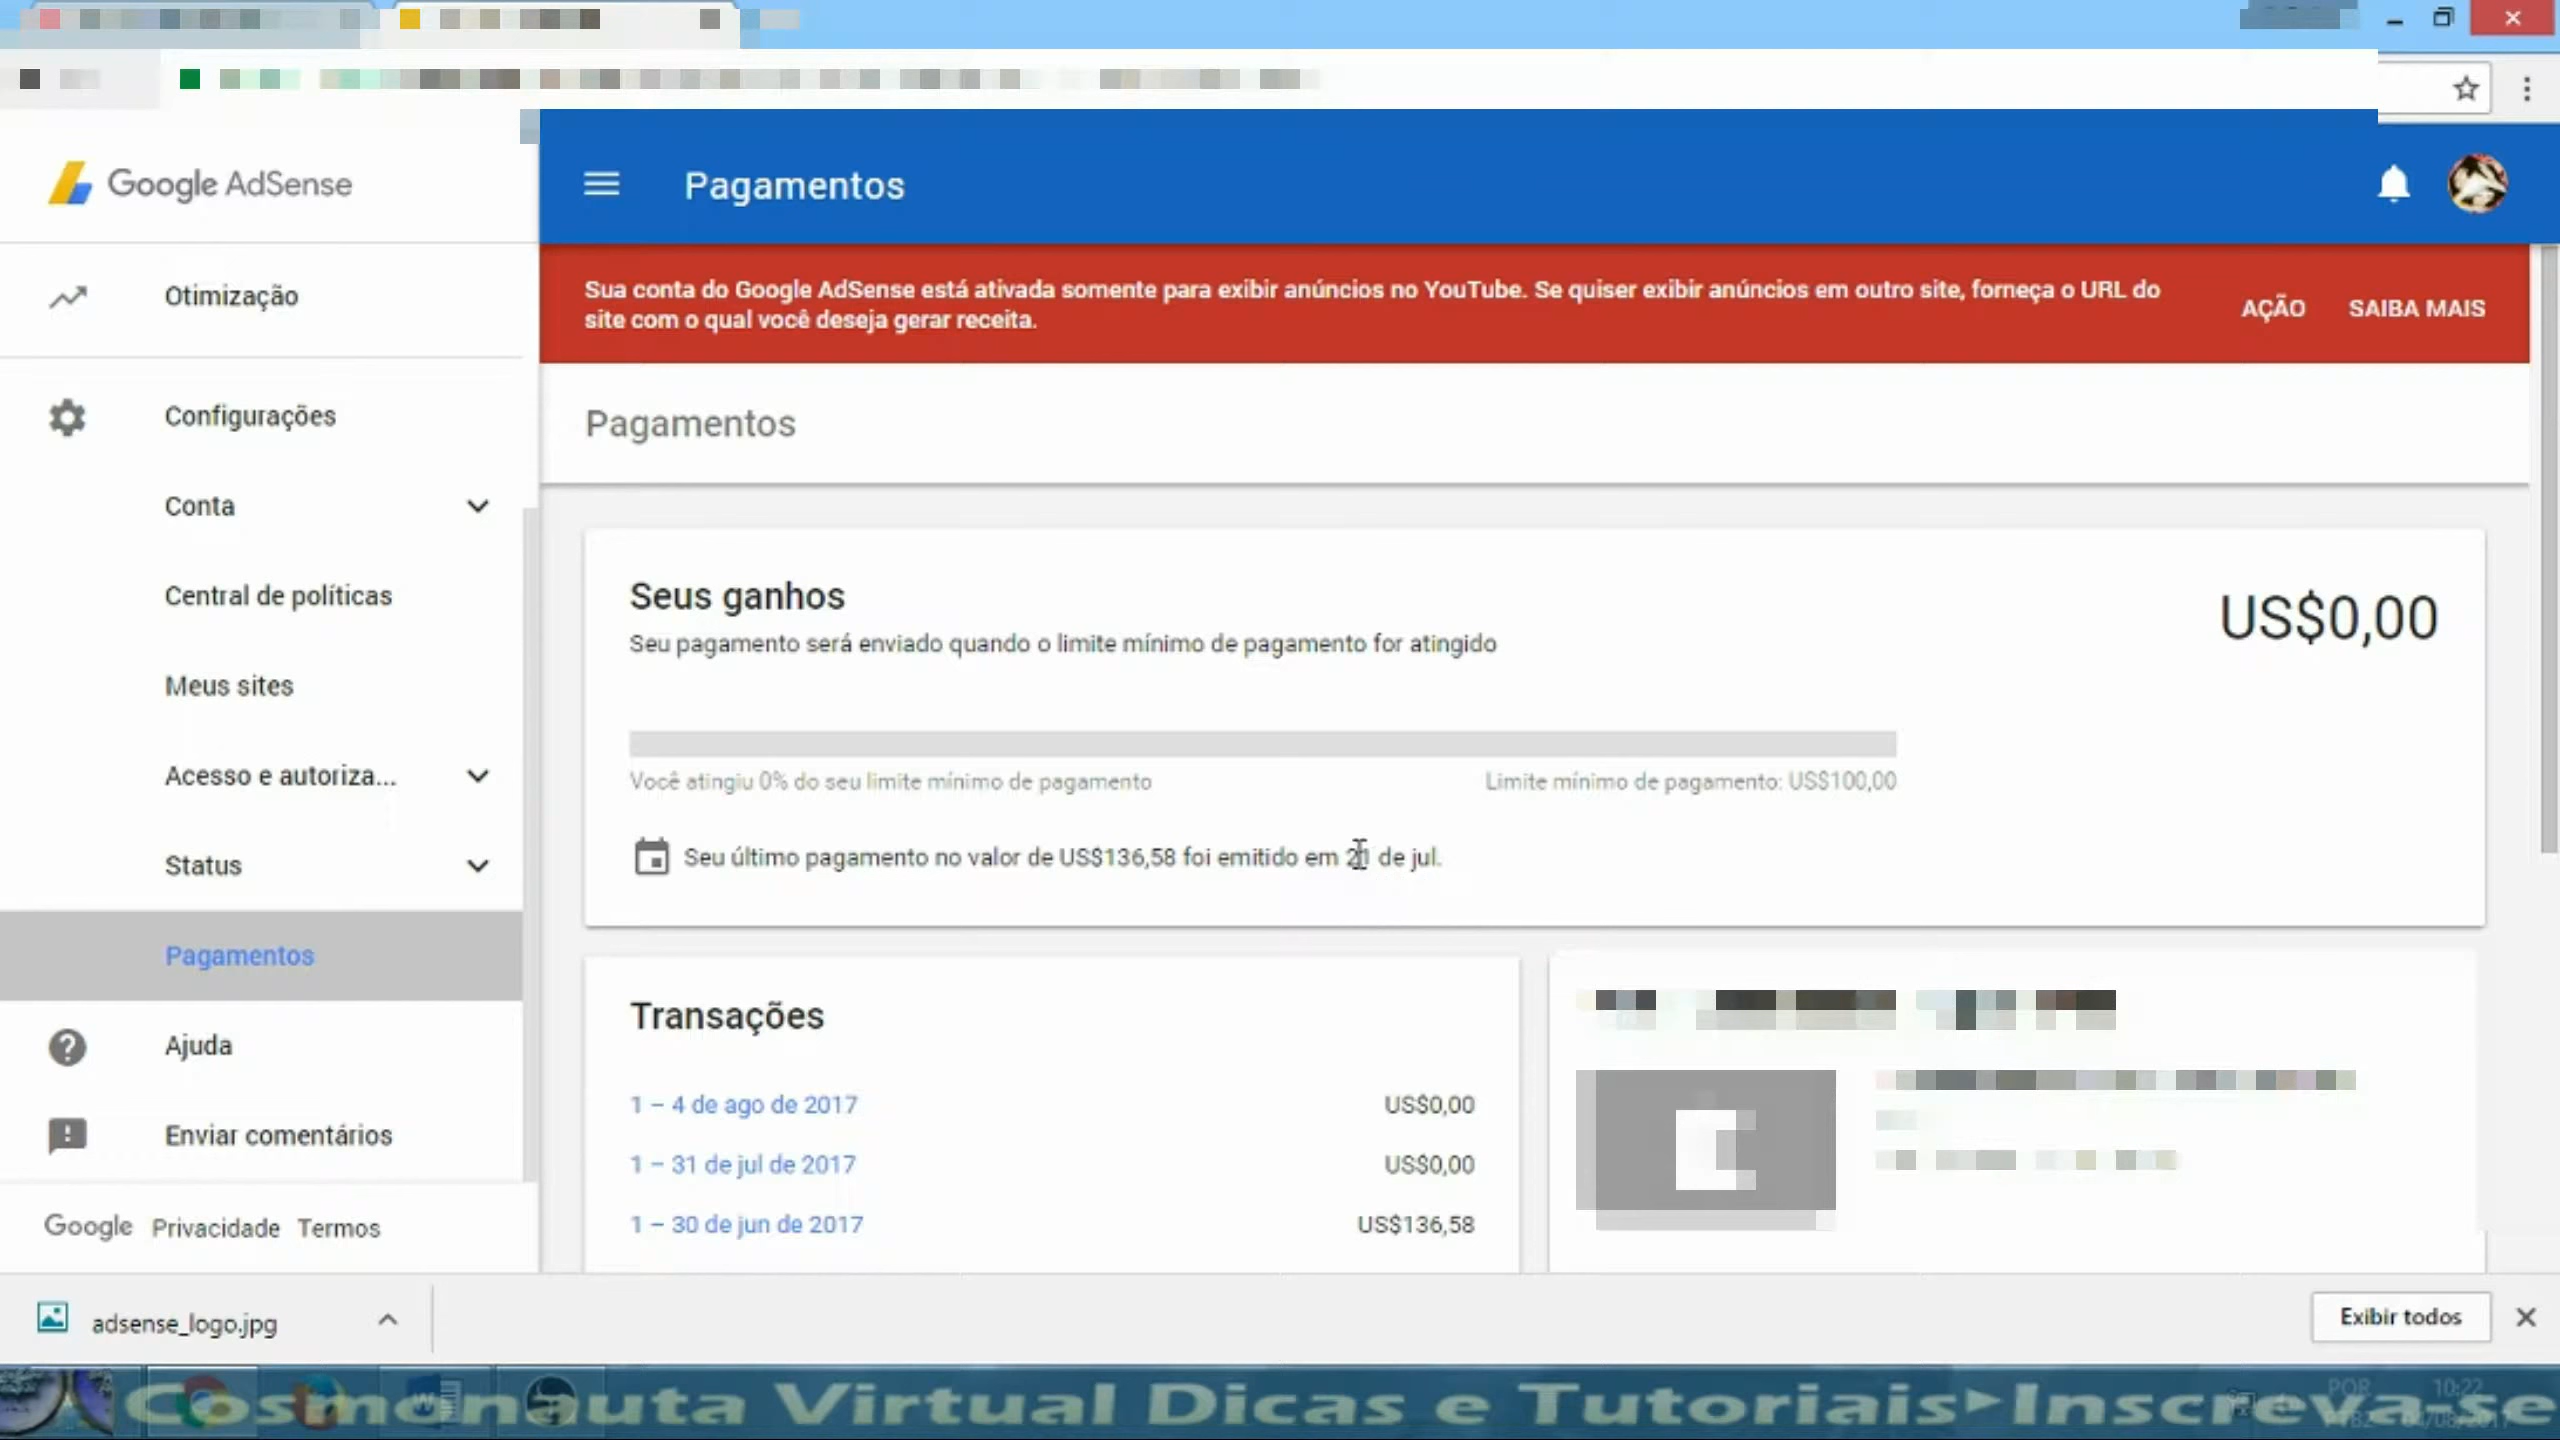 Google AdSense
Pagamentos
Sua conta do Google AdSense está ativada somente para exibir anúncios no YouTube. Se quiser exibir anúncios em outro site, forneça o URL do
site com o qual você deseja gerar receita.
AÇÃO SAIBA MAIS
Otimização
Configurações
Conta
Central de políticas
Meus sites
Acesso e autoriza...
Status
Pagamentos
Ajuda
Enviar comentários
Google Privacidade Termos
Pagamentos
Seus ganhos
US$0,00
Seu pagamento será enviado quando o limite mínimo de pagamento for atingido
Você atingiu 0% do seu limite mínimo de pagamento
Limite mínimo de pagamento: US$100,00
Seu último pagamento no valor de US$136,58 foi emitido em 21 de jul.
Transações
1 – 4 de ago de 2017 US$0,00
1 – 31 de jul de 2017 US$0,00
1 – 30 de jun de 2017 US$136,58
adsense_logo.jpg
Exibir todos
Cosmonauta Virtual Dicas e Tutoriais►Inscreva-se
POR 10:22